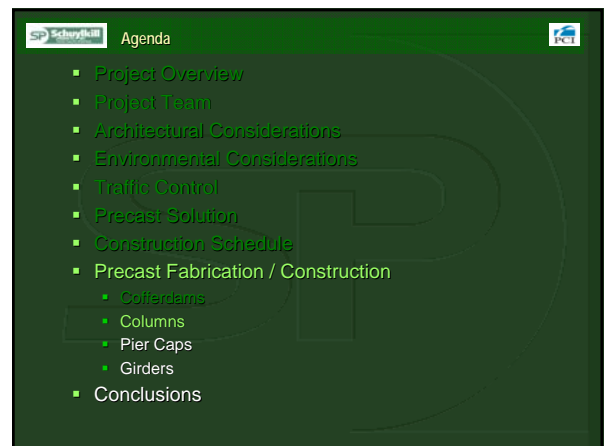 SP Schuylkill
Agenda
PCI
Project Overview
Project Team
Architectural Considerations
Environmental Considerations
Traffic Control
Precast Solution
Construction Schedule
Precast Fabrication / Construction
Cofferdams
Columns
Pier Caps
Girders
Conclusions